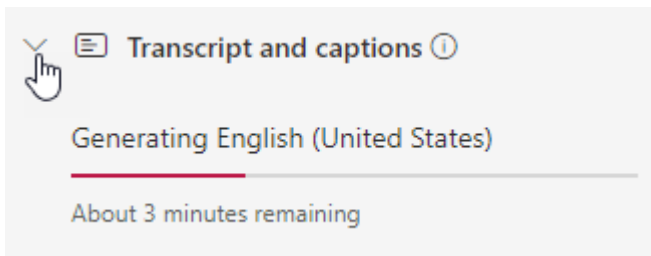 Transcript and captions
Generating English (United States)
About 3 minutes remaining